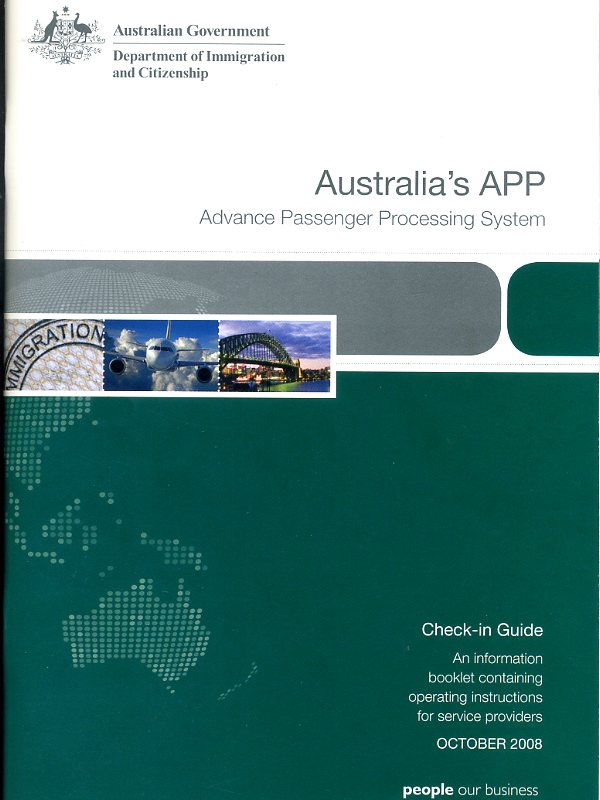 Australian Government
Department of Immigration
and Citizenship
Australia's APP
Advance Passenger Processing System
IMMIGRATION
Check-in Guide
An information
booklet containing
operating instructions
for service providers
OCTOBER 2008
people our business